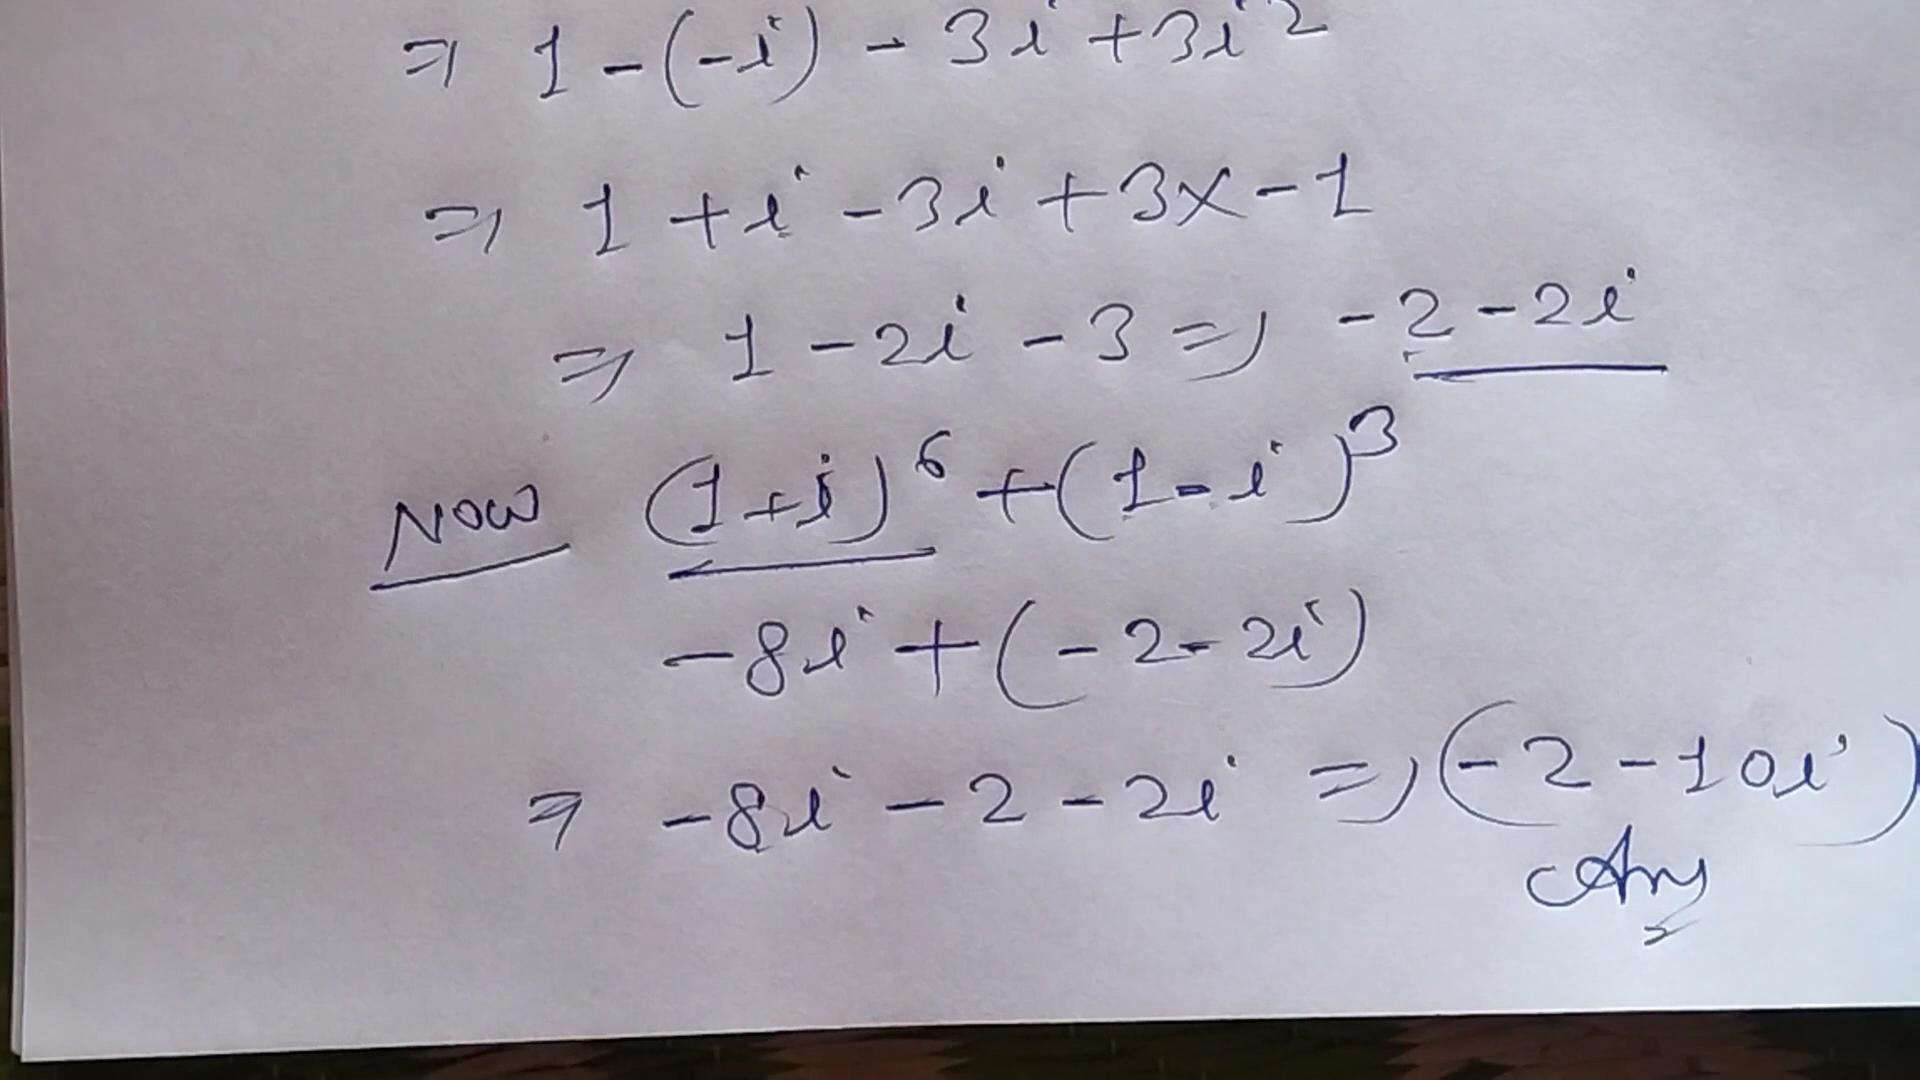 ⇒ 1 - (-i) - 3i + 3i²
⇒ 1 + i - 3i + 3x - 1
⇒ 1 - 2i - 3 ⇒ -2 - 2i
Now (1+i)⁶ + (1-i)³
-8i + (-2 - 2i)
⇒ -8i - 2 - 2i ⇒ (-2 - 10i)
Ans